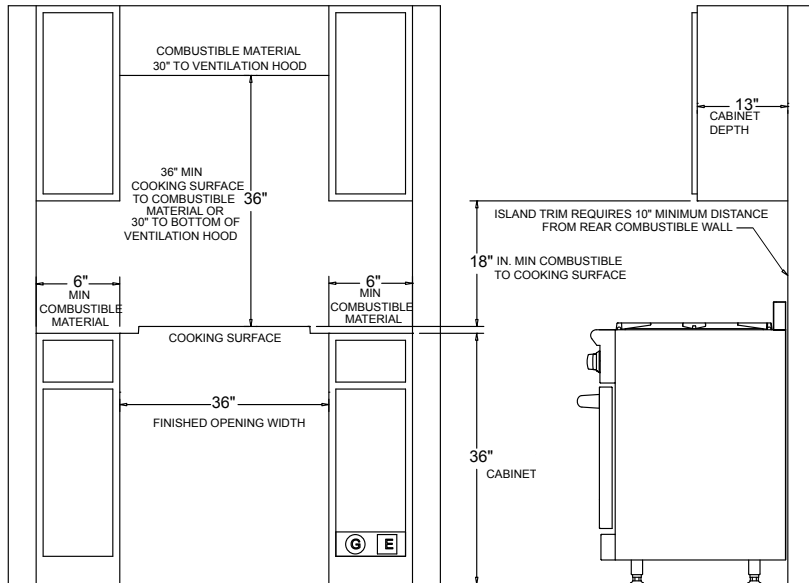 COMBUSTIBLE MATERIAL
30" TO VENTILATION HOOD
36" MIN
COOKING SURFACE
TO COMBUSTIBLE
MATERIAL OR
30" TO BOTTOM OF
VENTILATION HOOD
36"
13"
CABINET
DEPTH
ISLAND TRIM REQUIRES 10" MINIMUM DISTANCE
FROM REAR COMBUSTIBLE WALL
18" IN. MIN COMBUSTIBLE
TO COOKING SURFACE
6"
MIN
COMBUSTIBLE
MATERIAL
6"
MIN
COMBUSTIBLE
MATERIAL
COOKING SURFACE
36"
FINISHED OPENING WIDTH
36"
CABINET
G E